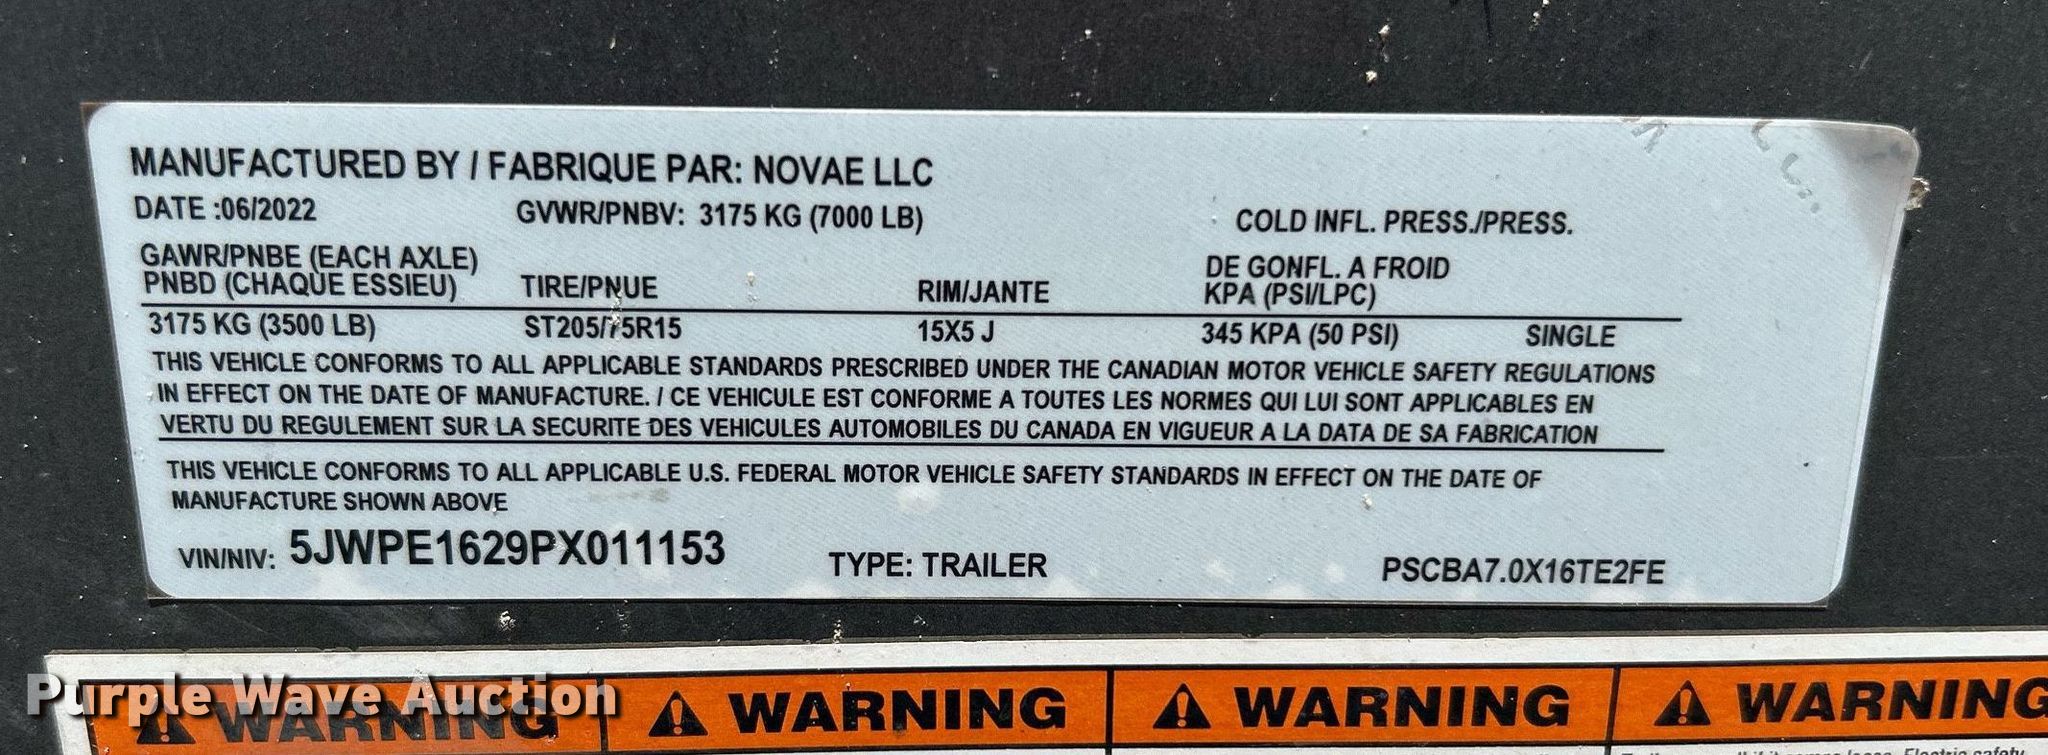 MANUFACTURED BY / FABRIQUE PAR: NOVAE LLC
DATE :06/2022 GVWR/PNBV: 3175 KG (7000 LB) COLD INFL. PRESS./PRESS.
GAWR/PNBE (EACH AXLE) DE GONFL. A FROID
PNBD (CHAQUE ESSIEU) TIRE/PNUE RIM/JANTE KPA (PSI/LPC)
3175 KG (3500 LB) ST205/75R15 15X5 J 345 KPA (50 PSI) SINGLE
THIS VEHICLE CONFORMS TO ALL APPLICABLE STANDARDS PRESCRIBED UNDER THE CANADIAN MOTOR VEHICLE SAFETY REGULATIONS
IN EFFECT ON THE DATE OF MANUFACTURE. / CE VEHICULE EST CONFORME A TOUTES LES NORMES QUI LUI SONT APPLICABLES EN
VERTU DU REGULEMENT SUR LA SECURITE DES VEHICULES AUTOMOBILES DU CANADA EN VIGUEUR A LA DATA DE SA FABRICATION
THIS VEHICLE CONFORMS TO ALL APPLICABLE U.S. FEDERAL MOTOR VEHICLE SAFETY STANDARDS IN EFFECT ON THE DATE OF
MANUFACTURE SHOWN ABOVE
VIN/NIV: 5JWPE1629PX011153 TYPE: TRAILER PSCBA7.0X16TE2FE
WARNING WARNING WARNING WARNING
Purple Wave Auction